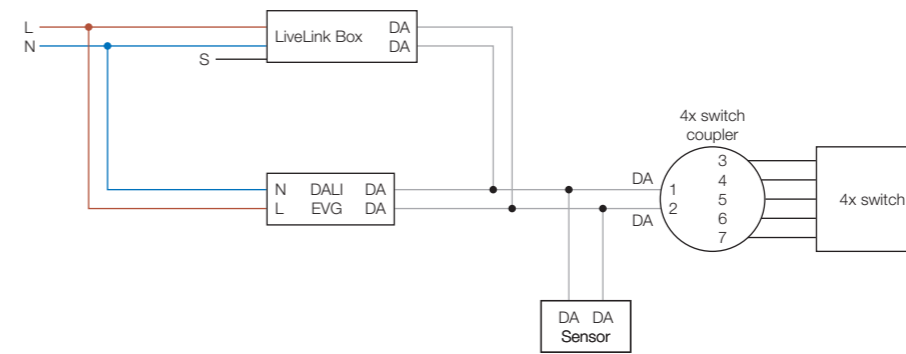 L
N
S
LiveLink Box
DA
DA
N DALI DA
L EVG DA
DA
DA
4x switch
coupler
1
2
3
4
5
6
7
4x switch
DA DA
Sensor